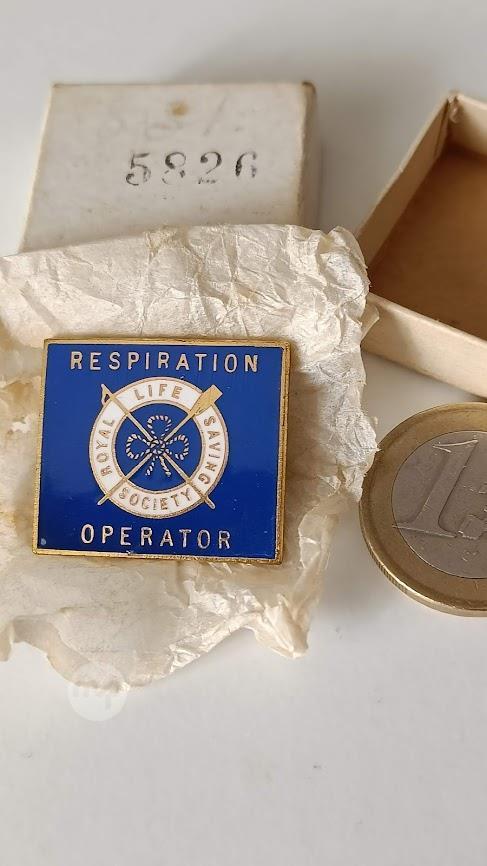 5826
RESPIRATION
ROYAL LIFE SAVING
SOCIETY
OPERATOR
1